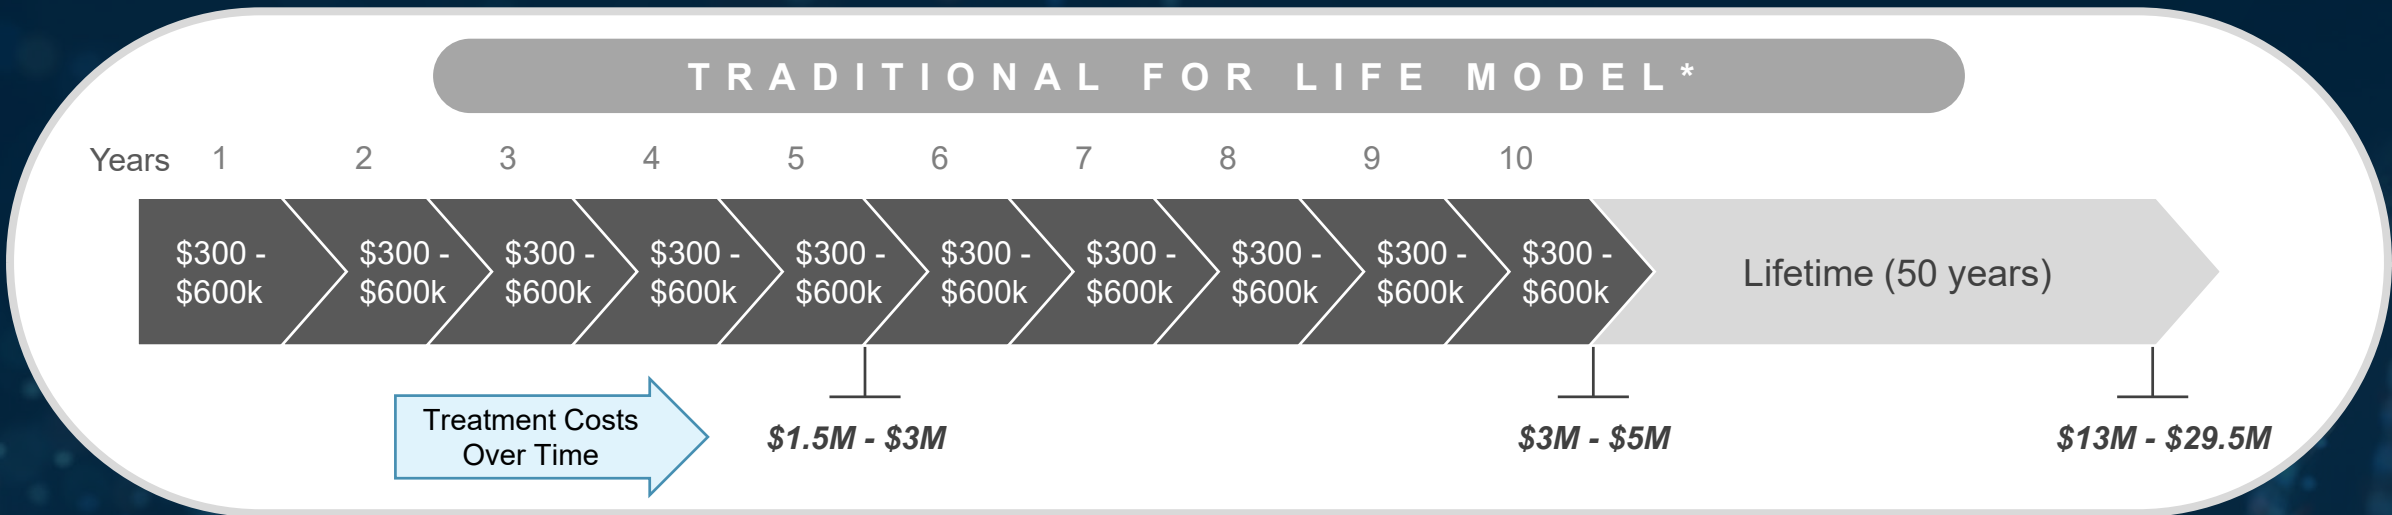 TRADITIONAL FOR LIFE MODEL*
Years 1 2 3 4 5 6 7 8 9 10
$300 - $300 - $300 - $300 - $300 - $300 - $300 - $300 - $300 - $300 -
$600k $600k $600k $600k $600k $600k $600k $600k $600k $600k
Lifetime (50 years)
Treatment Costs
Over Time
$1.5M - $3M
$3M - $5M
$13M - $29.5M